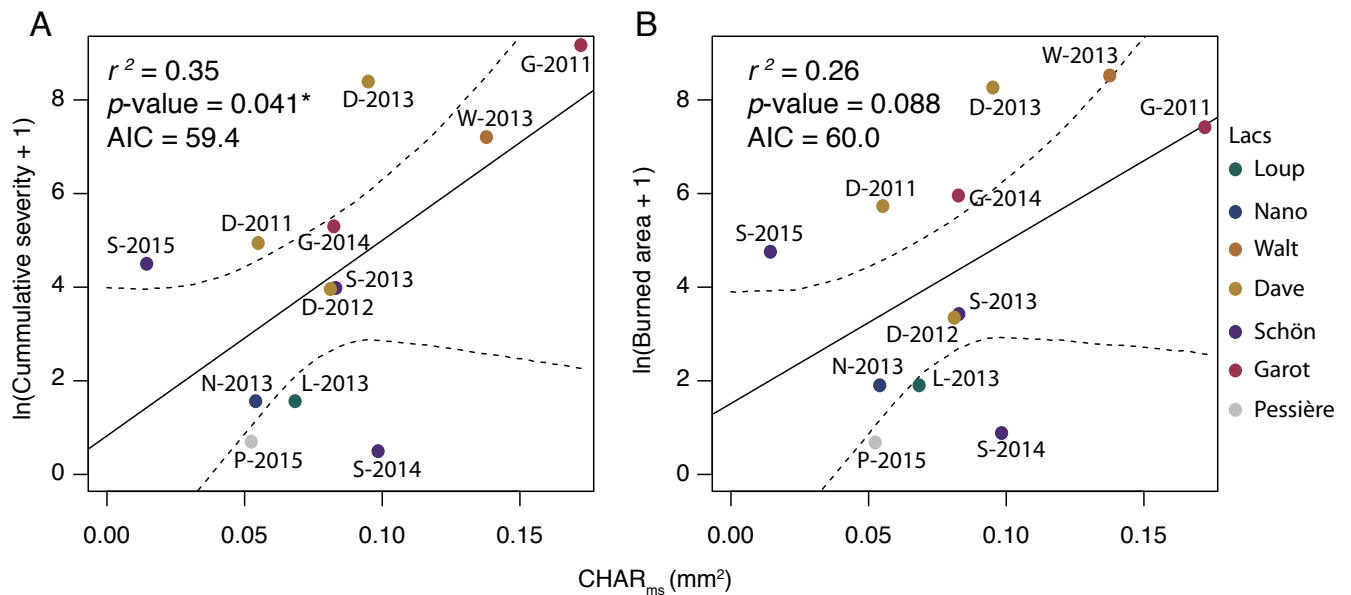 A
r² = 0.35
p-value = 0.041*
AIC = 59.4
G-2011
D-2013
W-2013
D-2011
G-2014
S-2015
S-2013
D-2012
N-2013
L-2013
P-2015
S-2014
ln(Cummulative severity + 1)
8
6
4
2
0
0.00
0.05
0.10
0.15
B
r² = 0.26
p-value = 0.088
AIC = 60.0
W-2013
D-2013
G-2011
D-2011
G-2014
S-2015
S-2013
D-2012
N-2013
L-2013
P-2015
S-2014
ln(Burned area + 1)
8
6
4
2
0
0.00
0.05
0.10
0.15
CHARms (mm²)
Lacs
Loup
Nano
Walt
Dave
Schön
Garot
Pessière